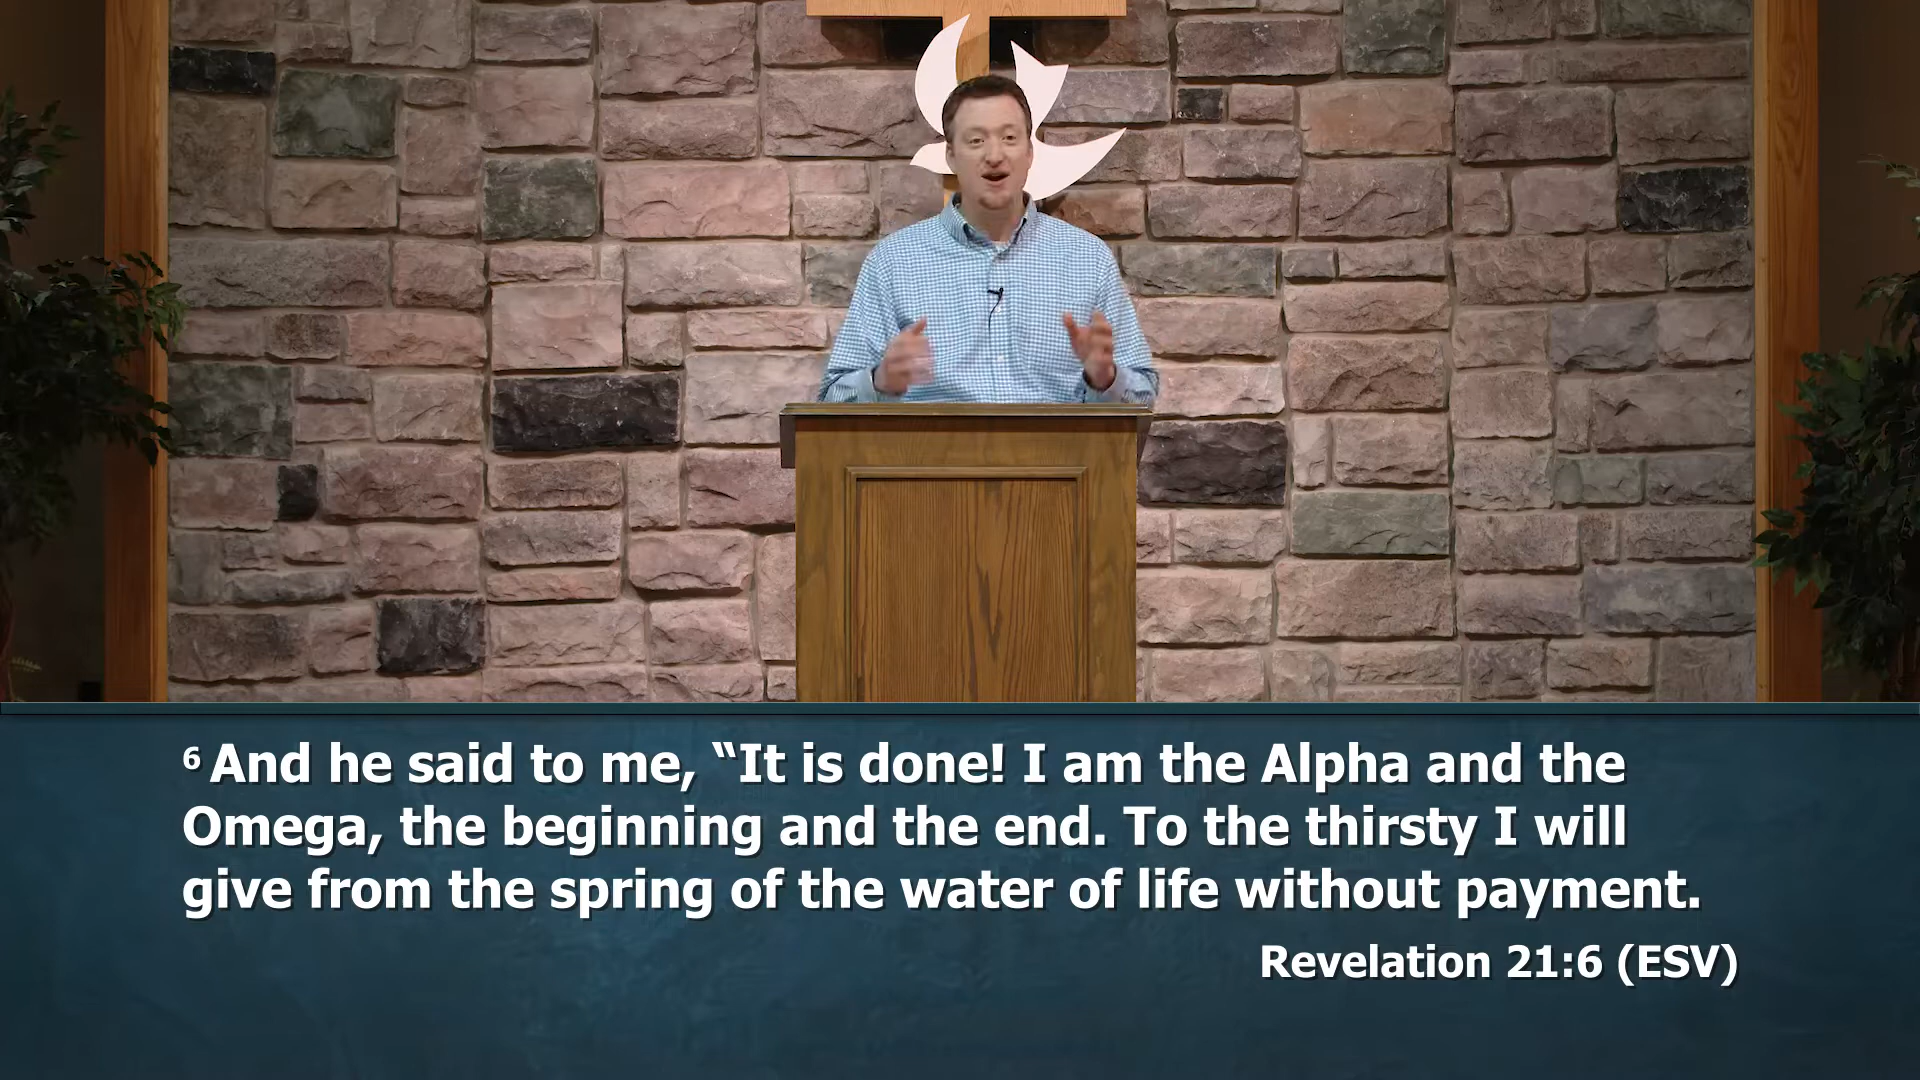 6 And he said to me, “It is done! I am the Alpha and the
Omega, the beginning and the end. To the thirsty I will
give from the spring of the water of life without payment.
Revelation 21:6 (ESV)